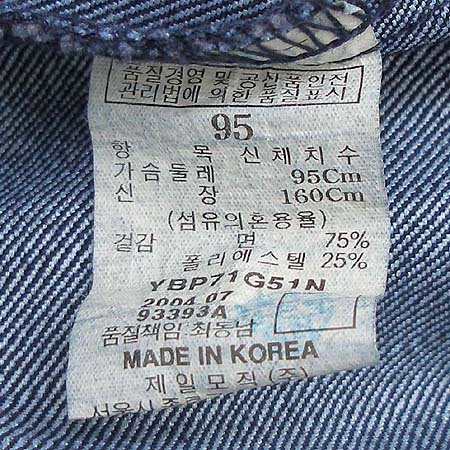 품질경영 및 공산품안전
관리법에 의한 품질표시
95
항 목 신체치수
가슴둘레 95Cm
신 장 160Cm
(섬유의혼용율)
겉감 면 75%
폴리에스텔 25%
YBP71G51N
2004.07
93393A
품질책임 최동남
MADE IN KOREA
제일모직(주)
서울시